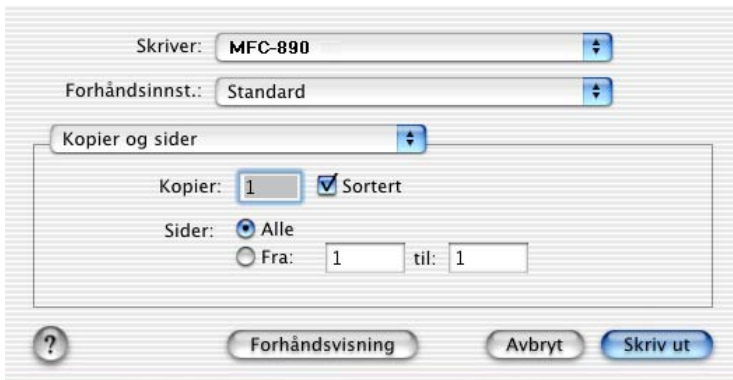 Skriver: MFC-890
Forhåndsinnst.: Standard
Kopier og sider
Kopier: 1 Sortert
Sider: Alle
Fra: 1 til: 1
? Forhåndsvisning Avbryt Skriv ut